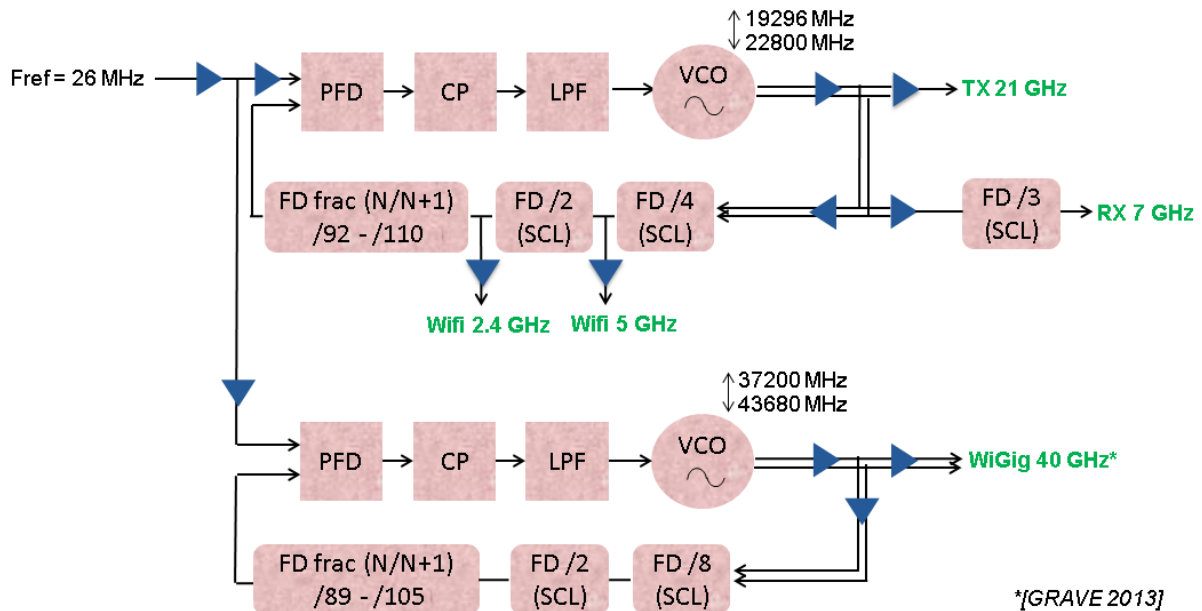 19296 MHz
22800 MHz
Fref = 26 MHz
PFD
CP
LPF
VCO
TX 21 GHz
FD frac (N/N+1)
/92 - /110
FD /2
(SCL)
FD /4
(SCL)
FD /3
(SCL)
RX 7 GHz
Wifi 2.4 GHz
Wifi 5 GHz
37200 MHz
43680 MHz
PFD
CP
LPF
VCO
WiGig 40 GHz*
FD frac (N/N+1)
/89 - /105
FD /2
(SCL)
FD /8
(SCL)
*[GRAVE 2013]